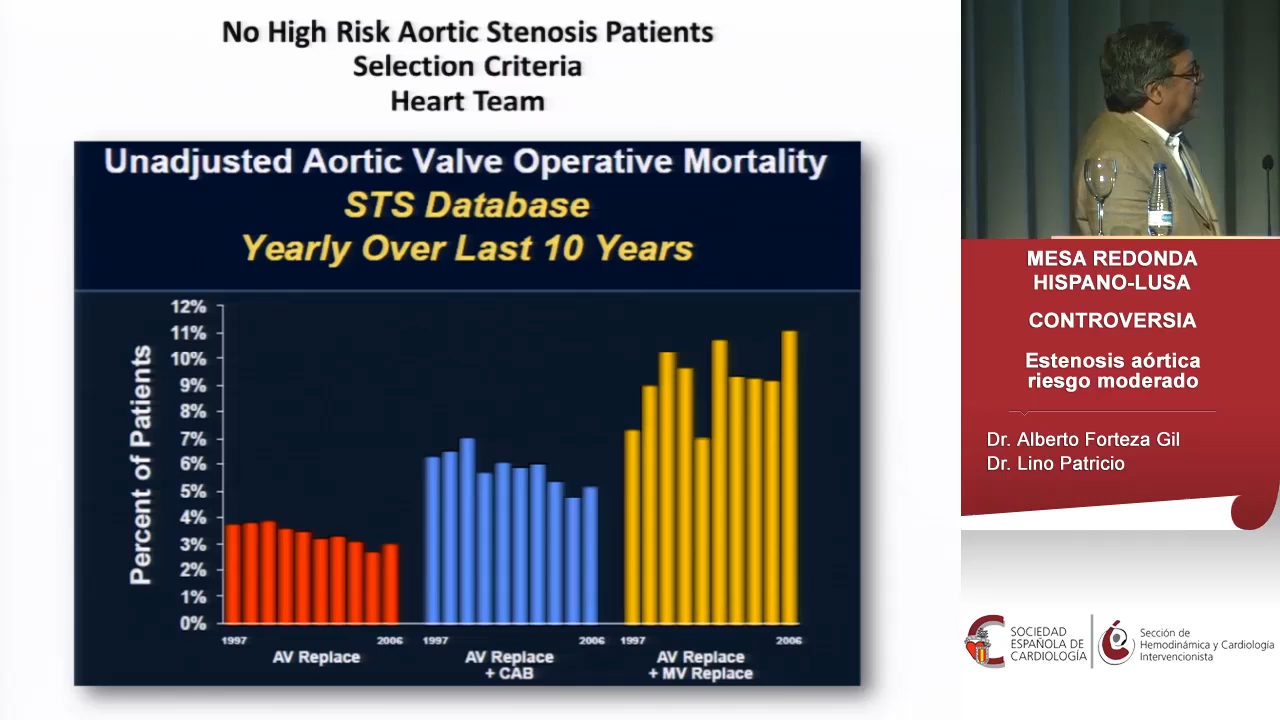 No High Risk Aortic Stenosis Patients
Selection Criteria
Heart Team
Unadjusted Aortic Valve Operative Mortality
STS Database
Yearly Over Last 10 Years
Percent of Patients
12%
11%
10%
9%
8%
7%
6%
5%
4%
3%
2%
1%
0%
1997
2006
1997
2006
1997
2006
AV Replace
AV Replace
+ CAB
AV Replace
+ MV Replace
MESA REDONDA
HISPANO-LUSA
CONTROVERSIA
Estenosis aórtica
riesgo moderado
Dr. Alberto Forteza Gil
Dr. Lino Patricio
SOCIEDAD
ESPAÑOLA DE
CARDIOLOGÍA
Sección de
Hemodinámica y Cardiología
Intervencionista